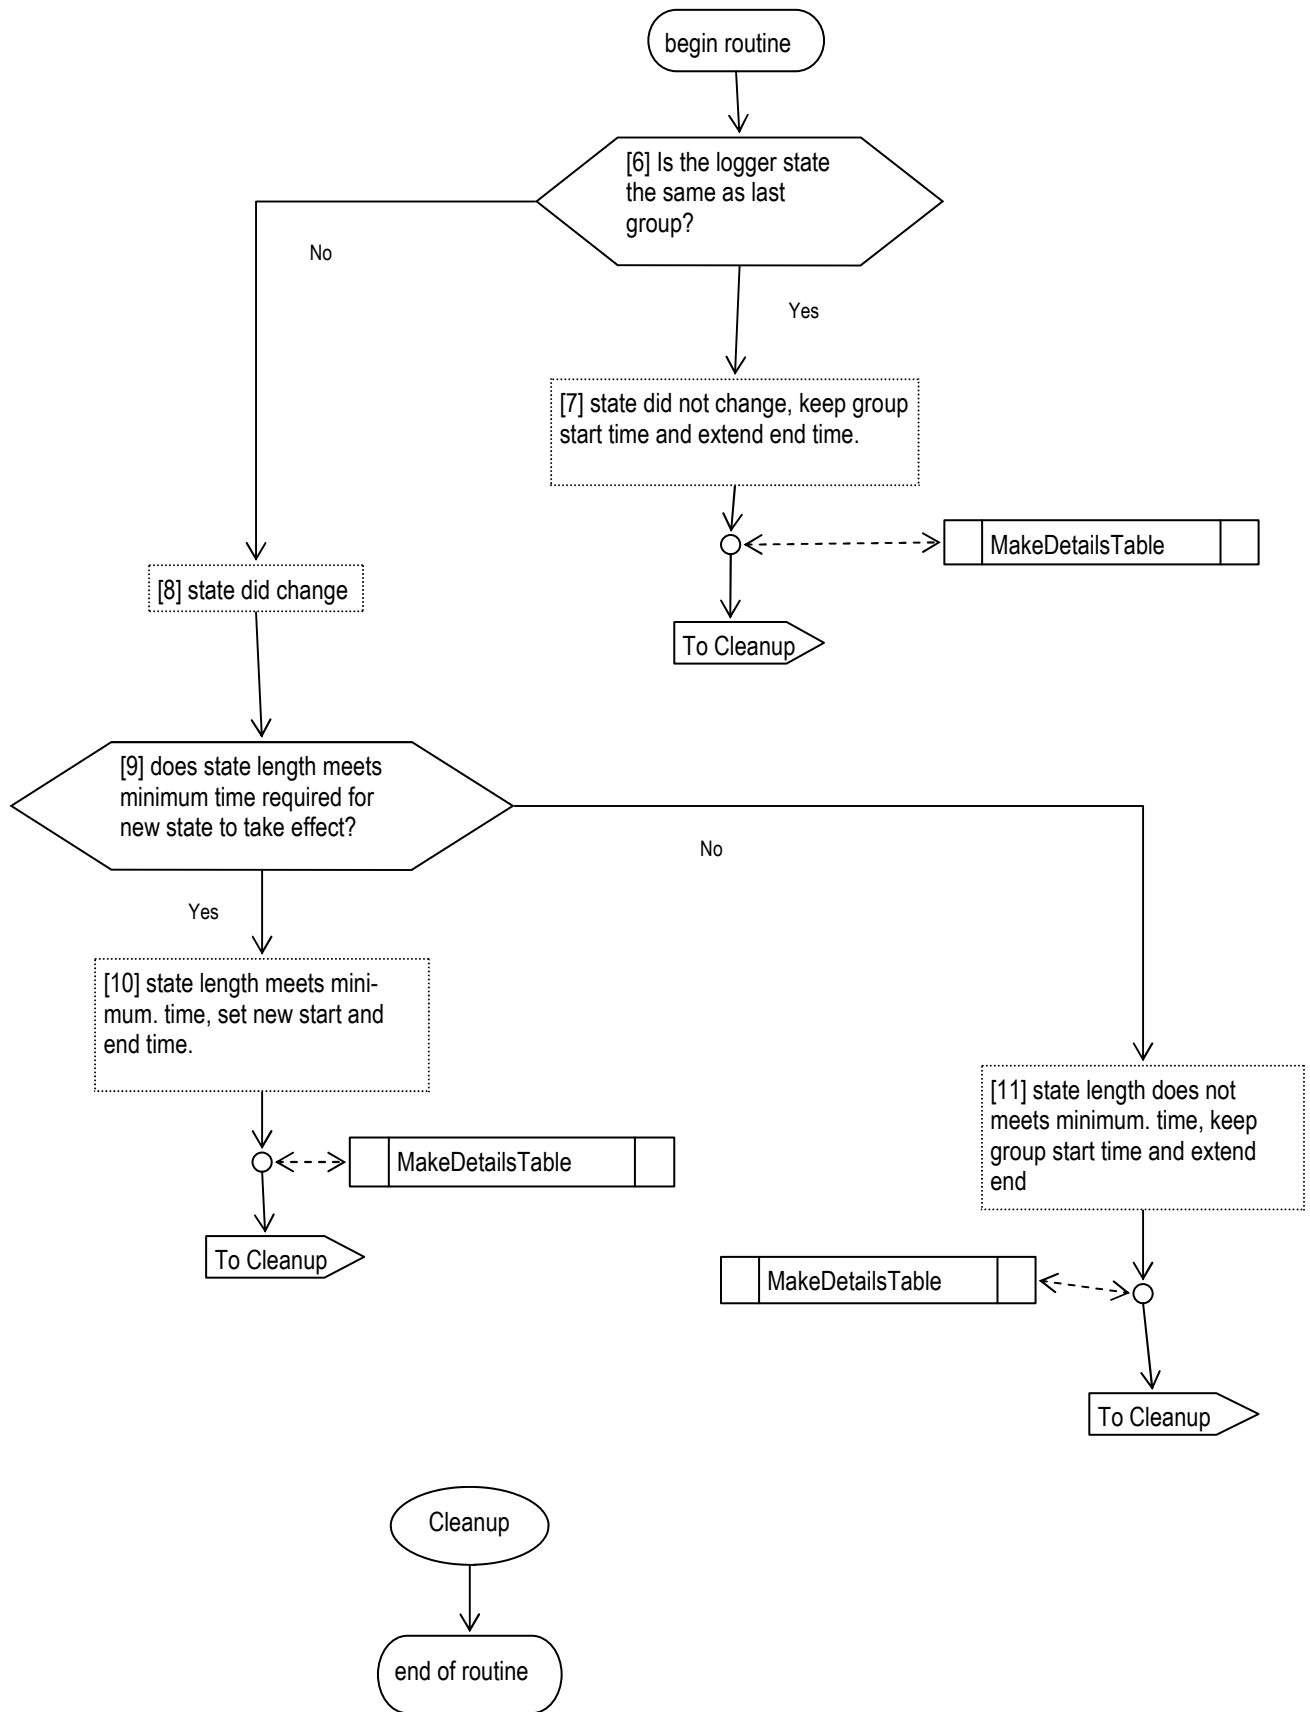 begin routine
[6] Is the logger state
the same as last
group?
No
Yes
[7] state did not change, keep group
start time and extend end time.
MakeDetailsTable
[8] state did change
To Cleanup
[9] does state length meets
minimum time required for
new state to take effect?
No
Yes
[10] state length meets mini-
mum. time, set new start and
end time.
[11] state length does not
meets minimum. time, keep
group start time and extend
end
MakeDetailsTable
To Cleanup
MakeDetailsTable
To Cleanup
Cleanup
end of routine